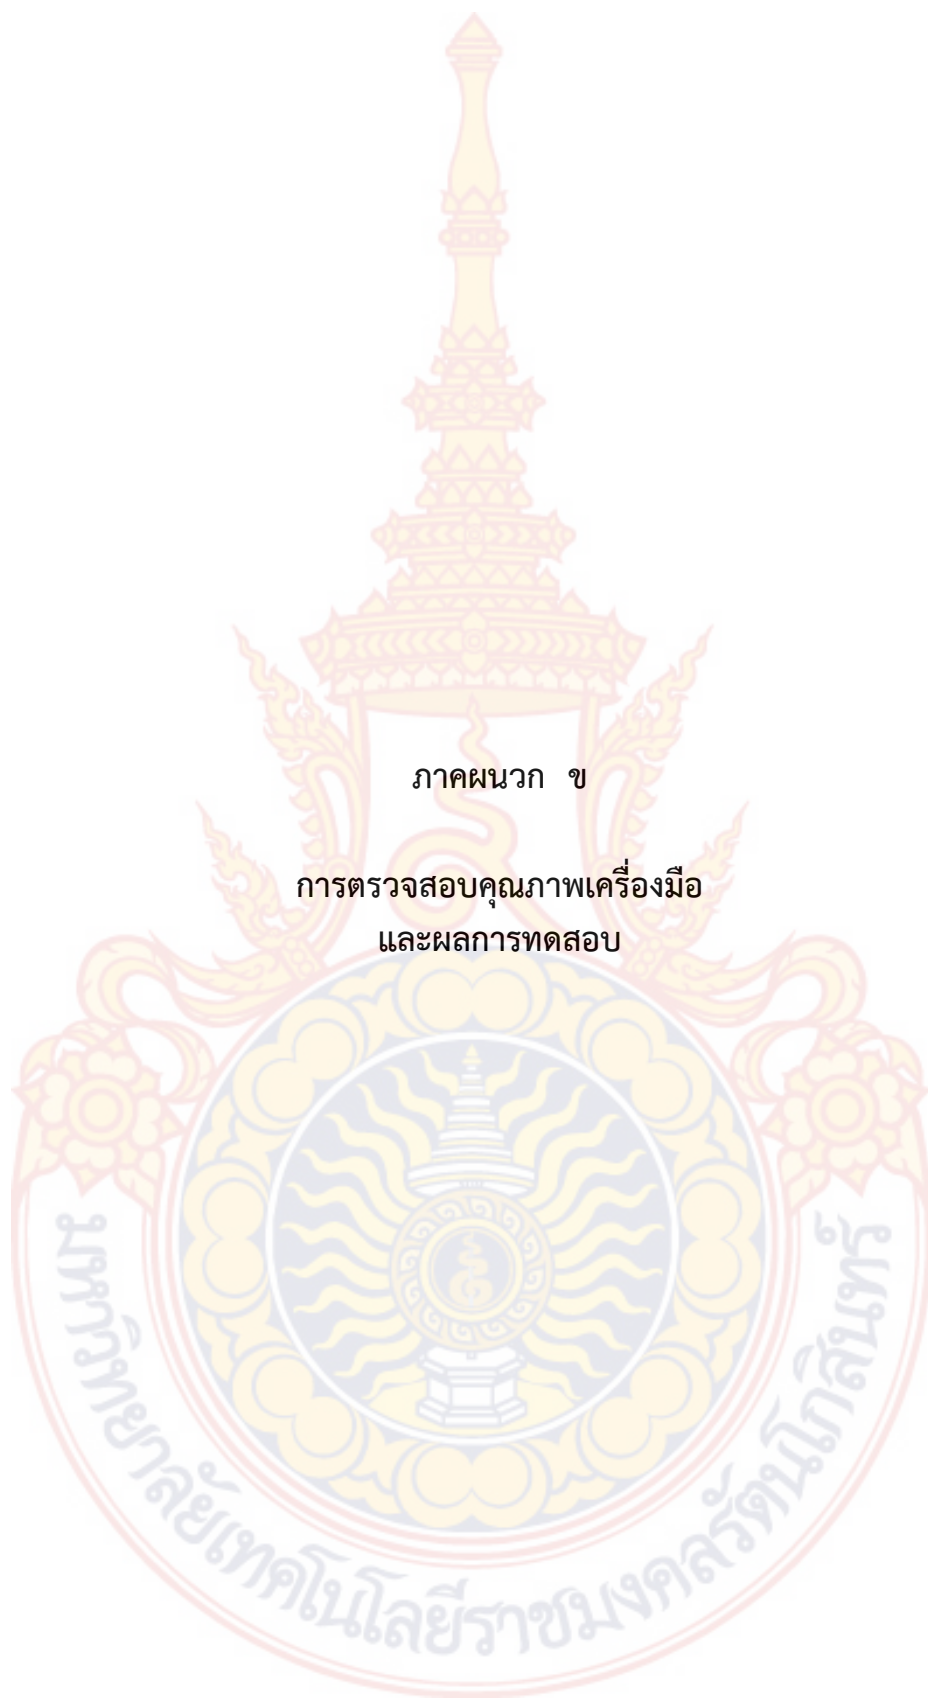 ภาคผนวก ข
การตรวจสอบคุณภาพเครื่องมือ
และผลการทดสอบ
มหาวิทยาลัยเทคโนโลยีราชมงคลรัตนโกสินทร์